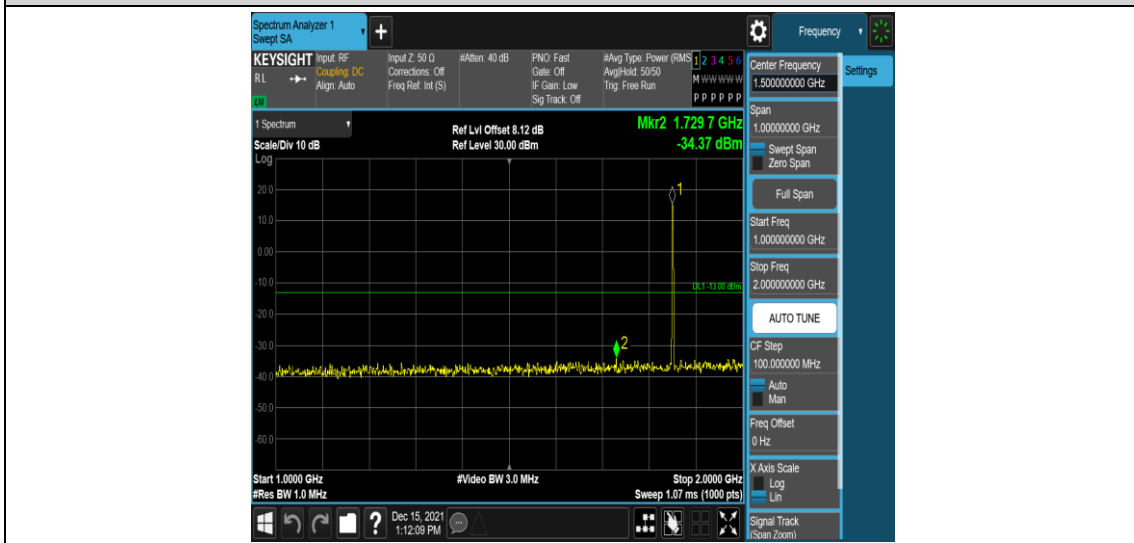 Spectrum Analyzer 1
Swept SA
+
Frequency
KEYSIGHT
RL
LXI
Input: RF
Coupling: DC
Align: Auto
Input Z: 50 Ω
Corrections: Off
Freq Ref: Int (S)
#Atten: 40 dB
PNO: Fast
Gate: Off
IF Gain: Low
Sig Track: Off
#Avg Type: Power (RMS
Avg|Hold: 50/50
Trig: Free Run
1 2 3 4 5 6
M W W W W W
P P P P P P
Center Frequency
1.500000000 GHz
Settings
Span
1.00000000 GHz
Swept Span
Zero Span
Full Span
Start Freq
1.000000000 GHz
Stop Freq
2.000000000 GHz
AUTO TUNE
CF Step
100.000000 MHz
Auto
Man
Freq Offset
0 Hz
X Axis Scale
Log
Lin
Signal Track
(Span Zoom)
1 Spectrum
Scale/Div 10 dB
Log
Ref Lvl Offset 8.12 dB
Ref Level 30.00 dBm
Mkr2 1.729 7 GHz
-34.37 dBm
20.0
10.0
0.00
-10.0
-20.0
-30.0
-40.0
-50.0
-60.0
1
DL1 -13.00 dBm
2
Start 1.0000 GHz
#Res BW 1.0 MHz
#Video BW 3.0 MHz
Stop 2.0000 GHz
Sweep 1.07 ms (1000 pts)
?
Dec 15, 2021
1:12:09 PM